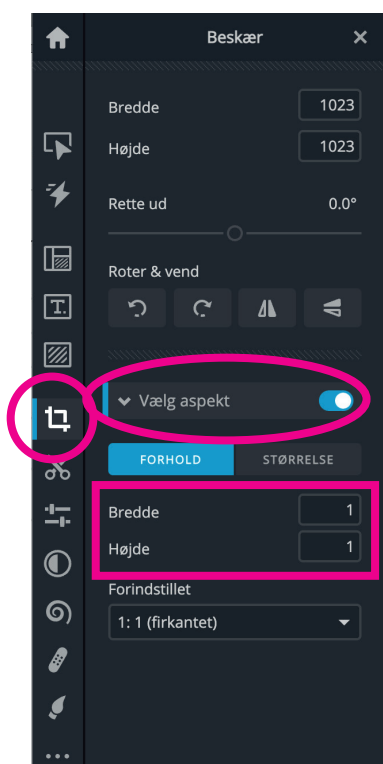 Beskær
Bredde 1023
Højde 1023
Rette ud 0.0°
Roter & vend
T.
Vælg aspekt
FORHOLD STØRRELSE
Bredde 1
Højde 1
Forindstillet
1: 1 (firkantet)